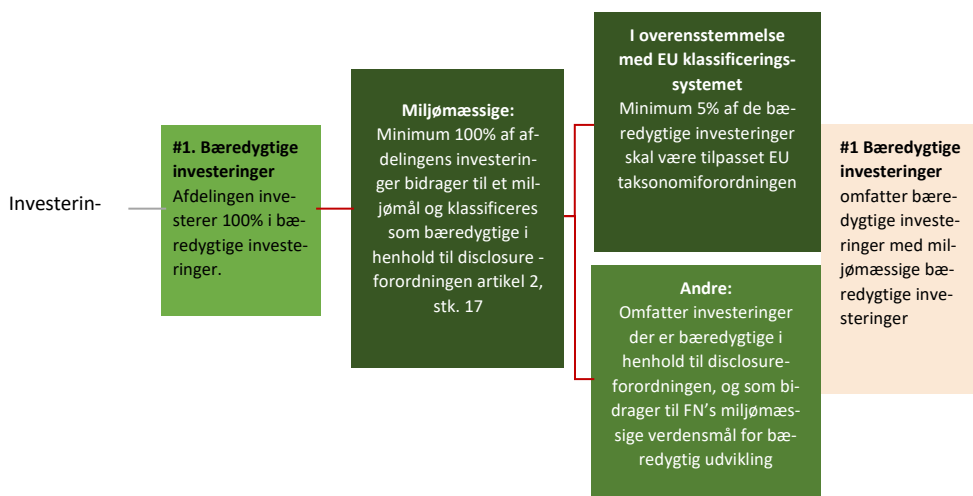 Investerin-
#1. Bæredygtige
investeringer
Afdelingen inve-
sterer 100% i bæ-
redygtige investe-
ringer.
Miljømæssige:
Minimum 100% af af-
delingens investerin-
ger bidrager til et mil-
jømål og klassificeres
som bæredygtige i
henhold til disclosure -
forordningen artikel 2,
stk. 17
I overensstemmelse
med EU klassificerings-
systemet
Minimum 5% af de bæ-
redygtige investeringer
skal være tilpasset EU
taksonomiforordningen
Andre:
Omfatter investeringer
der er bæredygtige i
henhold til disclosure-
forordningen, og som bi-
drager til FN's miljømæs-
sige verdensmål for bæ-
redygtig udvikling
#1 Bæredygtige
investeringer
omfatter bære-
dygtige investe-
ringer med mil-
jømæssige bæ-
redygtige inve-
steringer